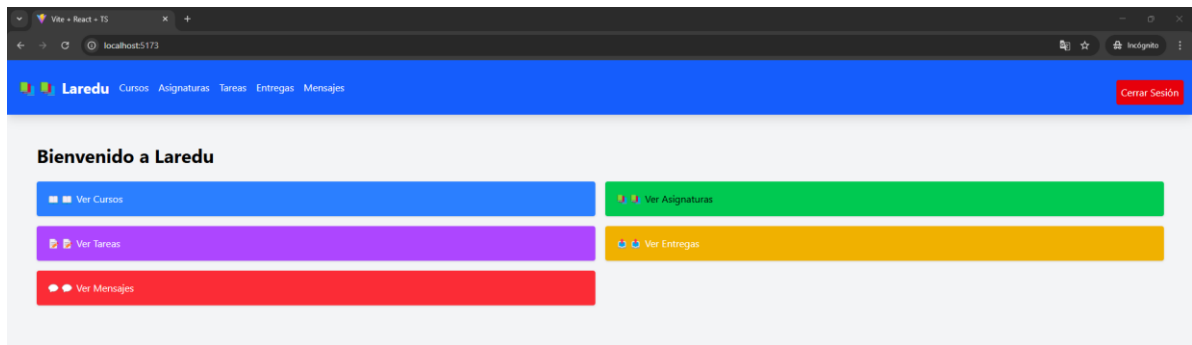 Vite + React + TS
localhost:5173
Incógnito
Laredu Cursos Asignaturas Tareas Entregas Mensajes
Cerrar Sesión
Bienvenido a Laredu
Ver Cursos
Ver Asignaturas
Ver Tareas
Ver Entregas
Ver Mensajes